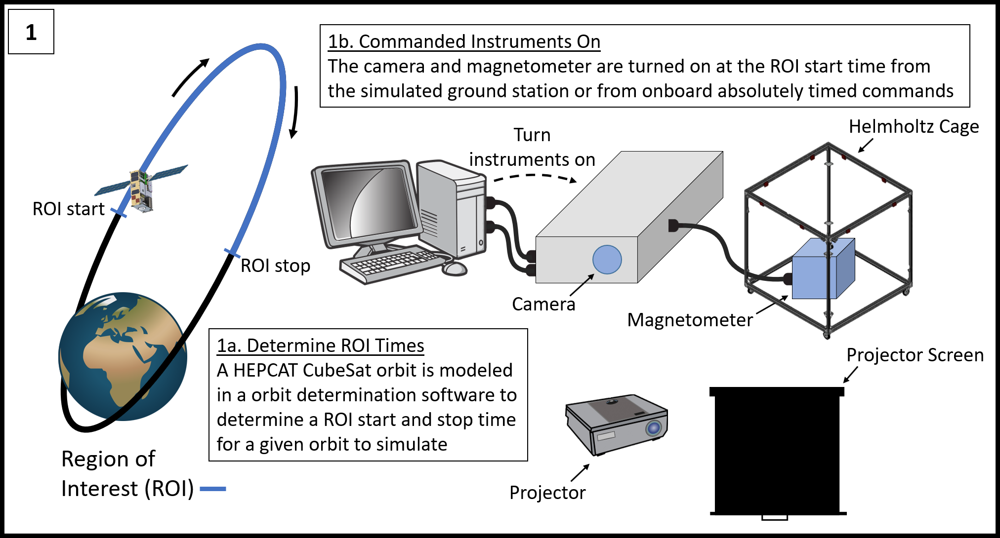 1
1b. Commanded Instruments On
The camera and magnetometer are turned on at the ROI start time from
the simulated ground station or from onboard absolutely timed commands
Helmholtz Cage
Turn
instruments on
ROI start
ROI stop
Camera
Magnetometer
1a. Determine ROI Times
A HEPCAT CubeSat orbit is modeled
in a orbit determination software to
determine a ROI start and stop time
for a given orbit to simulate
Projector Screen
Region of
Interest (ROI)
Projector